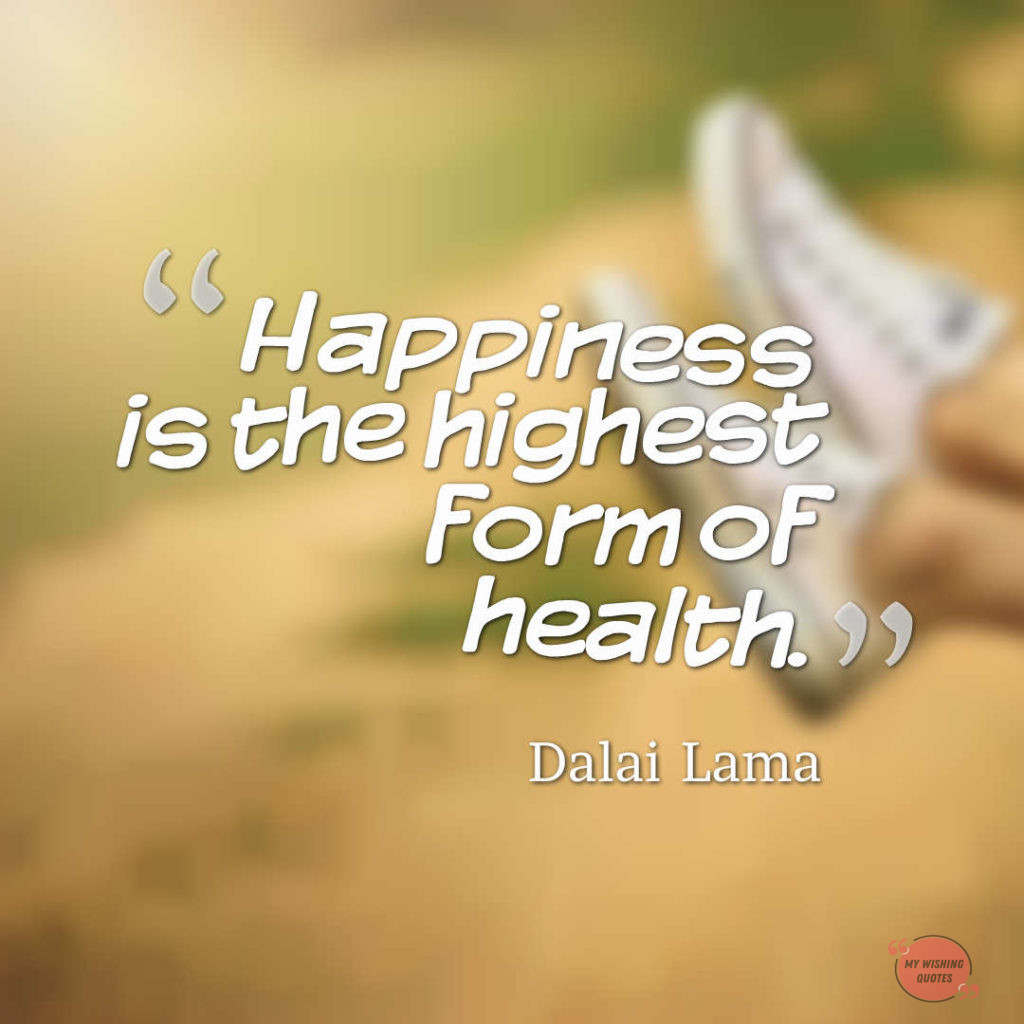 “Happiness
is the highest
Form of
health.”
Dalai Lama
MY WISHING
QUOTES